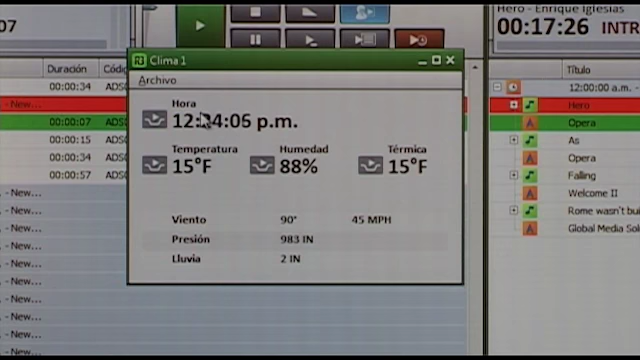 Hero - Enrique Iglesias
00:17:26 INTR
07
Clima 1
Archivo
Hora
12:34:05 p.m.
Temperatura Humedad Térmica
15°F 88% 15°F
Viento 90° 45 MPH
Presión 983 IN
Lluvia 2 IN
Duración Códig
00:00:34 ADS
- New...
00:00:07 ADS
00:00:15 ADS
00:00:34 ADS
00:00:57 ADS
- New...
- New...
- New...
- New...
- New...
- New...
- New...
- New...
- New...
Título
12:00:00 a.m. -
Hero
Opera
As
Opera
Falling
Welcome II
Rome wasn't bui
Global Media Sol